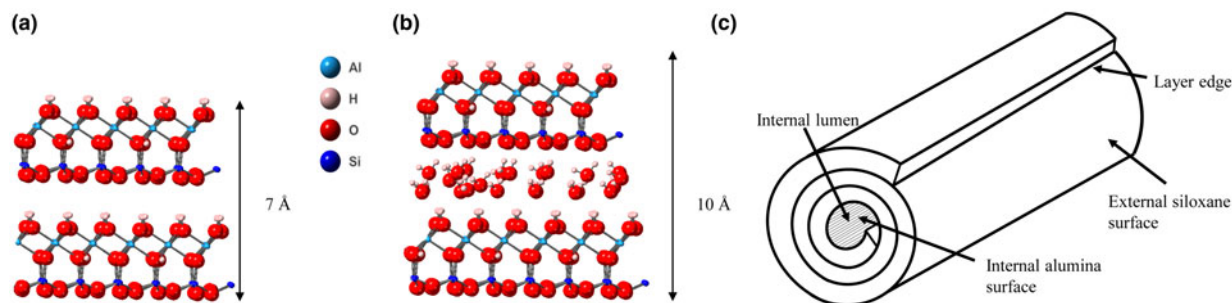 (a)
7 Å
Al
H
O
Si
(b)
10 Å
(c)
Layer edge
Internal lumen
External siloxane
surface
Internal alumina
surface